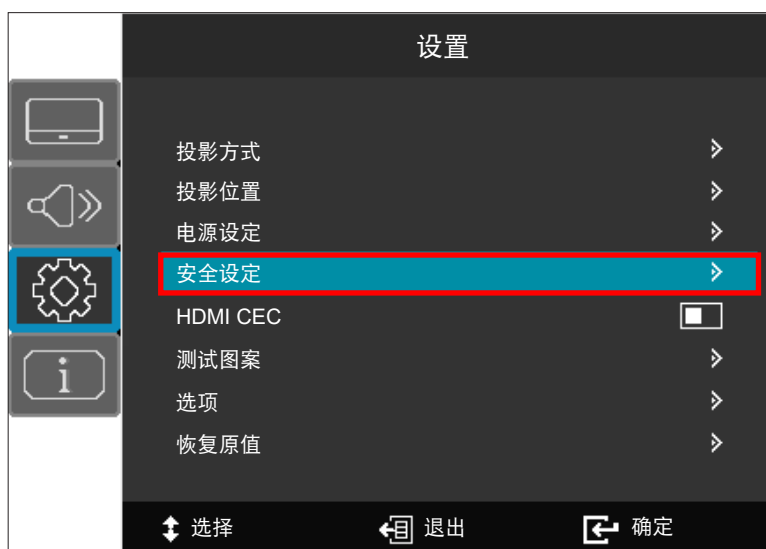 设置
投影方式
投影位置
电源设定
安全设定
HDMI CEC
测试图案
选项
恢复原值
选择 退出 确定